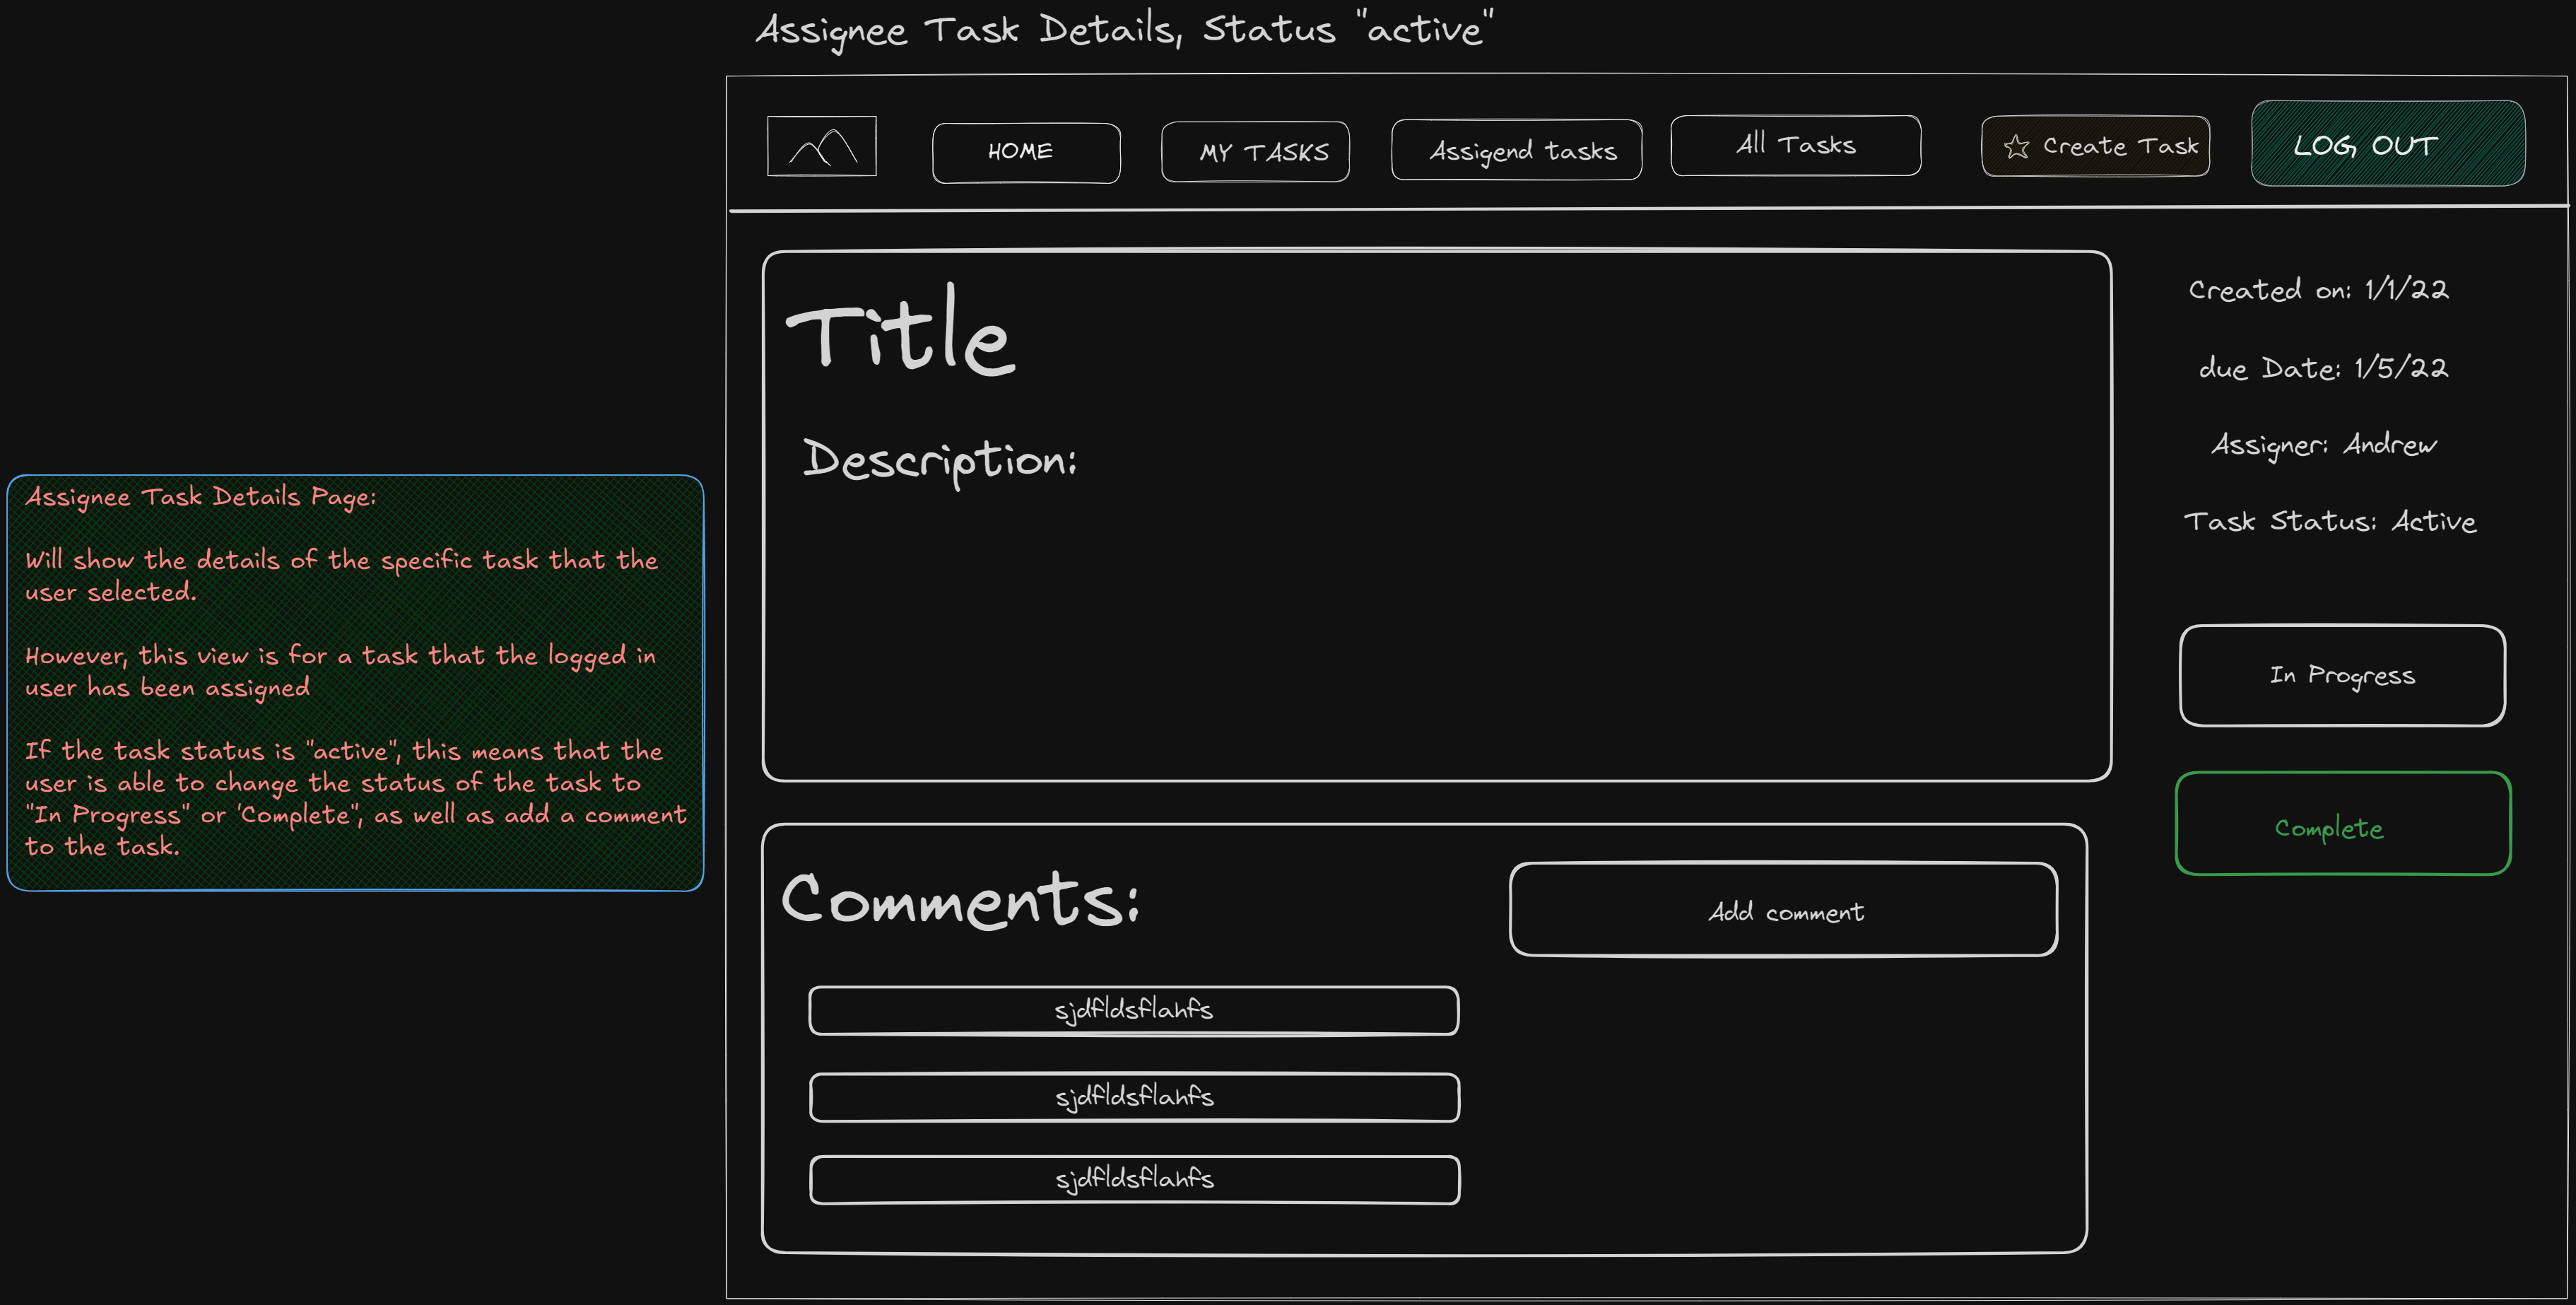 Assignee Task Details, Status "active"
HOME
MY TASKS
Assigend tasks
All Tasks
Create Task
LOG OUT
Title
Description:
Created on: 1/1/22
due Date: 1/5/22
Assigner: Andrew
Task Status: Active
In Progress
Complete
Assignee Task Details Page:
Will show the details of the specific task that the
user selected.
However, this view is for a task that the logged in
user has been assigned
If the task status is "active", this means that the
user is able to change the status of the task to
"In Progress" or 'Complete", as well as add a comment
to the task.
Comments:
Add comment
sjdfldsflahfs
sjdfldsflahfs
sjdfldsflahfs